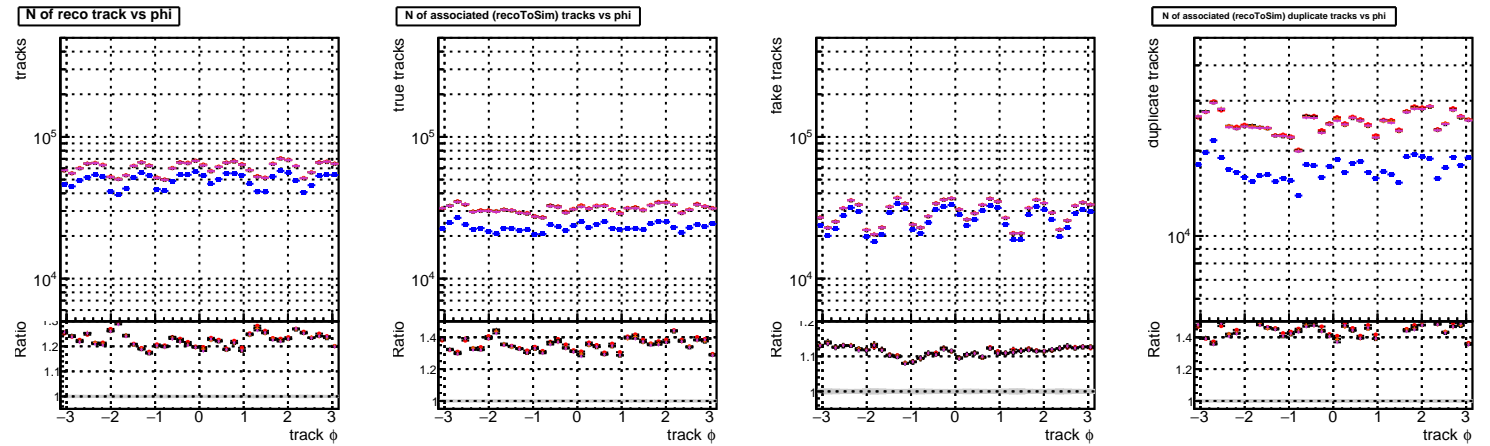 N of reco track vs phi
tracks
10^5
10^4
Ratio
1.3
1.2
1.1
1
−3 −2 −1 0 1 2 3
track ϕ
N of associated (recoToSim) tracks vs phi
true tracks
10^5
10^4
Ratio
1.4
1.2
1
−3 −2 −1 0 1 2 3
track ϕ
fake tracks
10^5
10^4
Ratio
1.2
1.1
1
−3 −2 −1 0 1 2 3
track ϕ
N of associated (recoToSim) duplicate tracks vs phi
duplicate tracks
10^4
Ratio
1.4
1.2
1
−3 −2 −1 0 1 2 3
track ϕ